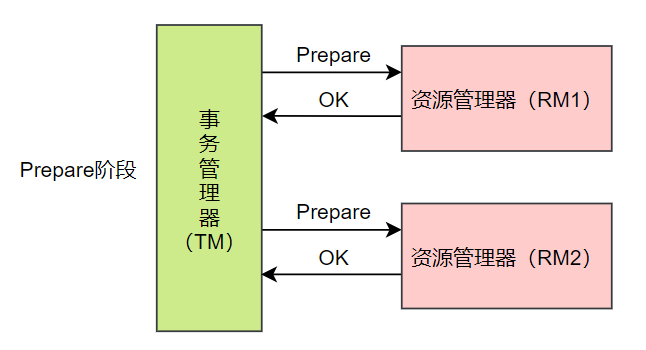 Prepare
资源管理器（RM1）
OK
Prepare阶段
事
务
管
理
器
（TM）
Prepare
资源管理器（RM2）
OK